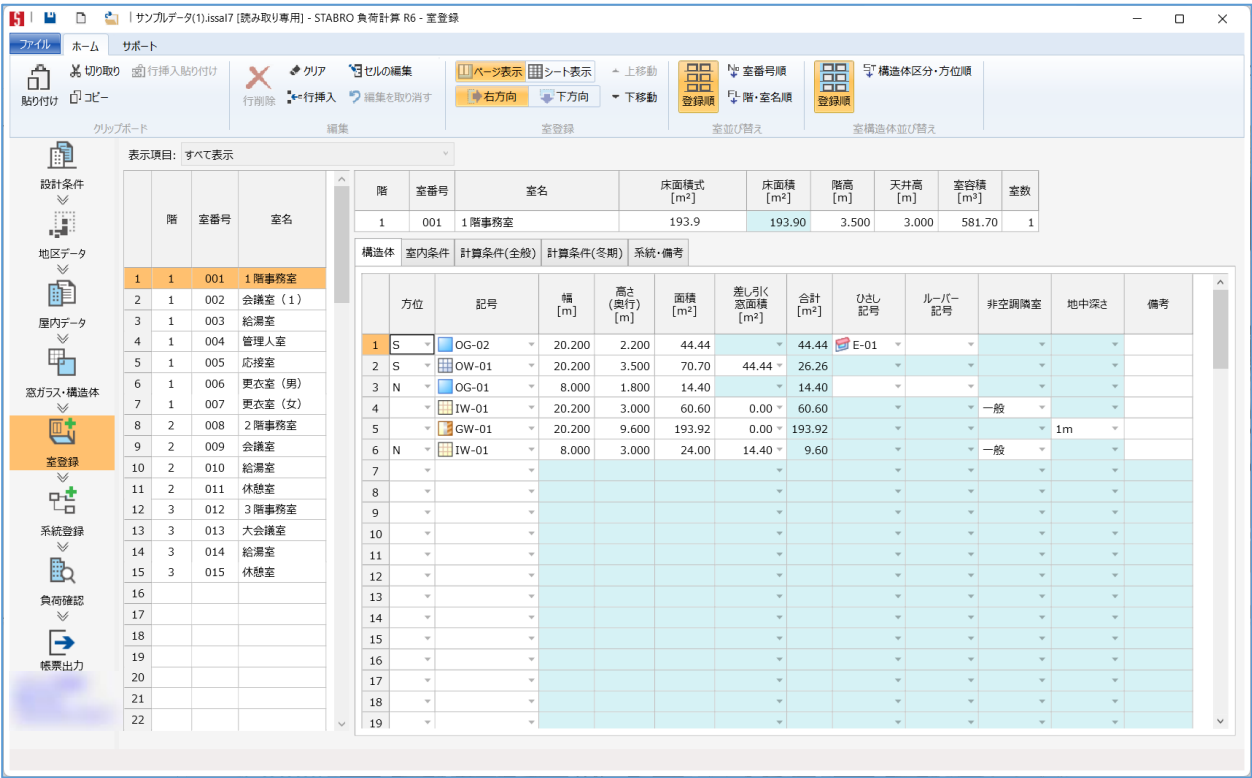 サンプルデータ(1).issal7 [読み取り専用] - STABRO 負荷計算 R6 - 室登録
ファイル ホーム サポート
貼り付け 切り取り コピー 行挿入貼り付け
行削除 クリア 行挿入 セルの編集 編集を取り消す
ページ表示 シート表示 右方向 下方向 上移動 下移動
登録順 室番号順 階・室名順
登録順 構造体区分・方位順
クリップボード 編集 室登録 室並び替え 室構造体並び替え
設計条件
地区データ
屋内データ
窓ガラス・構造体
室登録
系統登録
負荷確認
帳票出力
表示項目: すべて表示
階 室番号 室名
1 1 001 1階事務室
2 1 002 会議室（1）
3 1 003 給湯室
4 1 004 管理人室
5 1 005 応接室
6 1 006 更衣室（男）
7 1 007 更衣室（女）
8 2 008 2階事務室
9 2 009 会議室
10 2 010 給湯室
11 2 011 休憩室
12 3 012 3階事務室
13 3 013 大会議室
14 3 014 給湯室
15 3 015 休憩室
16
17
18
19
20
21
22
階 室番号 室名 床面積式 [m²] 床面積 [m²] 階高 [m] 天井高 [m] 室容積 [m³] 室数
1 001 1階事務室 193.9 193.90 3.500 3.000 581.70 1
構造体 室内条件 計算条件(全般) 計算条件(冬期) 系統・備考
方位 記号 幅 [m] 高さ (奥行) [m] 面積 [m²] 差し引く 窓面積 [m²] 合計 [m²] ひさし 記号 ルーバー 記号 非空調隣室 地中深さ 備考
1 S OG-02 20.200 2.200 44.44 44.44 E-01
2 S OW-01 20.200 3.500 70.70 44.44 26.26
3 N OG-01 8.000 1.800 14.40 14.40
4 IW-01 20.200 3.000 60.60 0.00 60.60 一般
5 GW-01 20.200 9.600 193.92 0.00 193.92 1m
6 N IW-01 8.000 3.000 24.00 14.40 9.60 一般
7
8
9
10
11
12
13
14
15
16
17
18
19